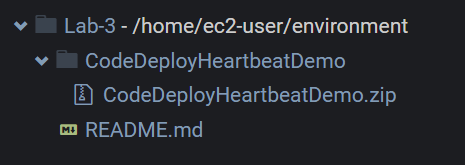 Lab-3 - /home/ec2-user/environment
CodeDeployHeartbeatDemo
CodeDeployHeartbeatDemo.zip
README.md